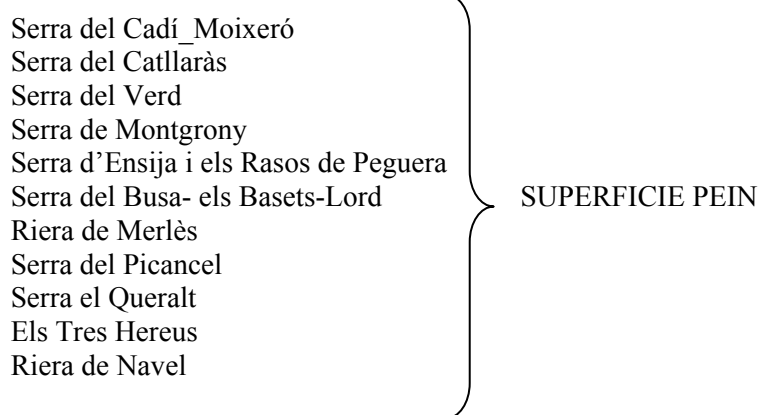 Serra del Cadí_Moixeró
Serra del Catllaràs
Serra del Verd
Serra de Montgrony
Serra d’Ensija i els Rasos de Peguera
Serra del Busa- els Basets-Lord
Riera de Merlès
Serra del Picancel
Serra el Queralt
Els Tres Hereus
Riera de Navel
SUPERFICIE PEIN